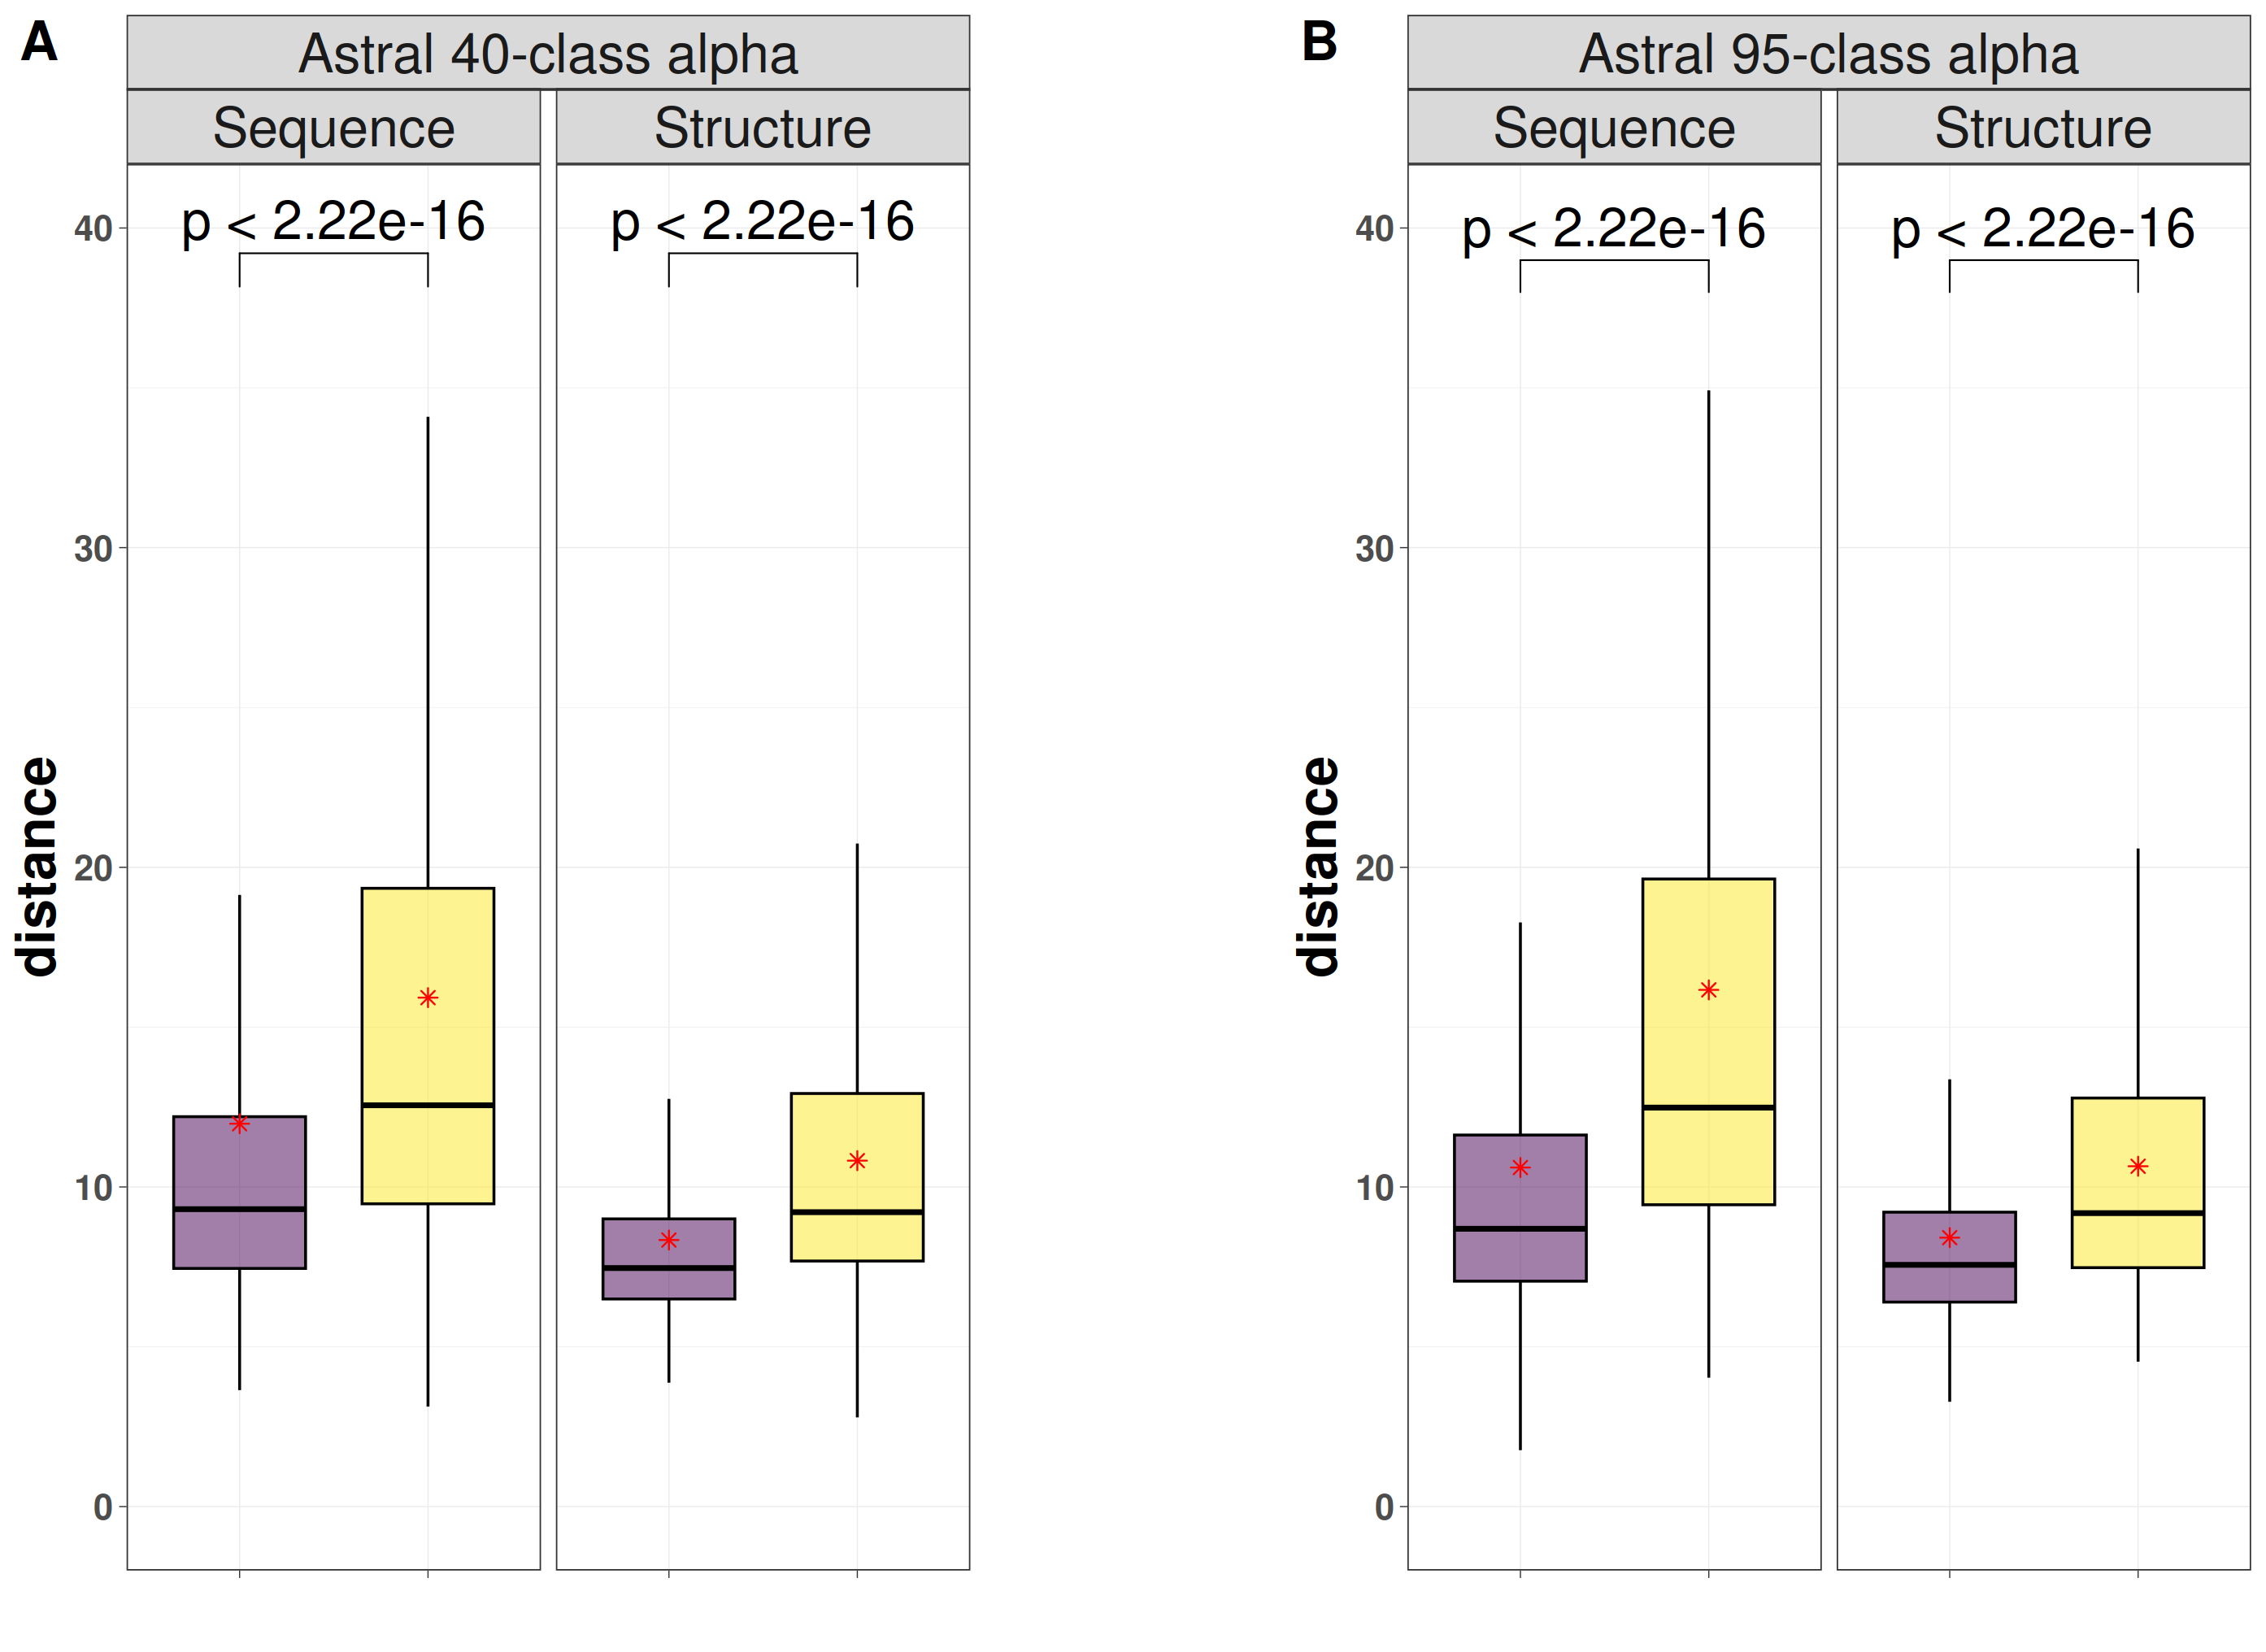 A
Astral 40-class alpha
Sequence
Structure
p < 2.22e-16
p < 2.22e-16
40
30
20
10
0
distance
B
Astral 95-class alpha
Sequence
Structure
p < 2.22e-16
p < 2.22e-16
40
30
20
10
0
distance